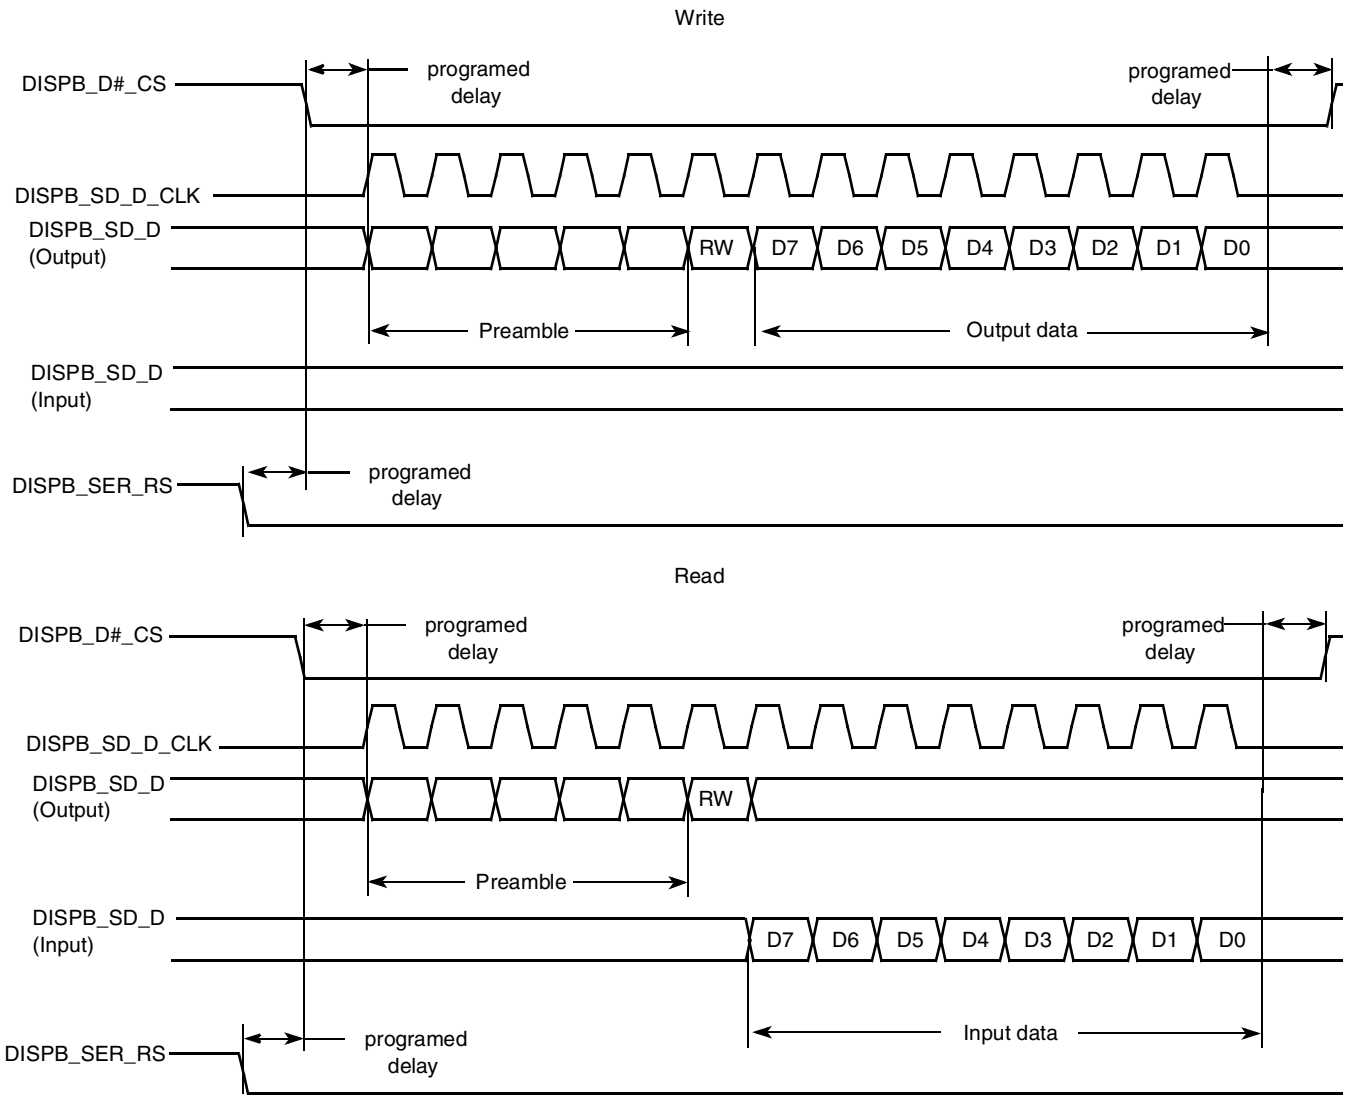 Write
DISPB_D#_CS
programed
delay
programed
delay
DISPB_SD_D_CLK
DISPB_SD_D
(Output)
RW D7 D6 D5 D4 D3 D2 D1 D0
Preamble
Output data
DISPB_SD_D
(Input)
DISPB_SER_RS
programed
delay
Read
DISPB_D#_CS
programed
delay
programed
delay
DISPB_SD_D_CLK
DISPB_SD_D
(Output)
RW
Preamble
DISPB_SD_D
(Input)
D7 D6 D5 D4 D3 D2 D1 D0
Input data
DISPB_SER_RS
programed
delay